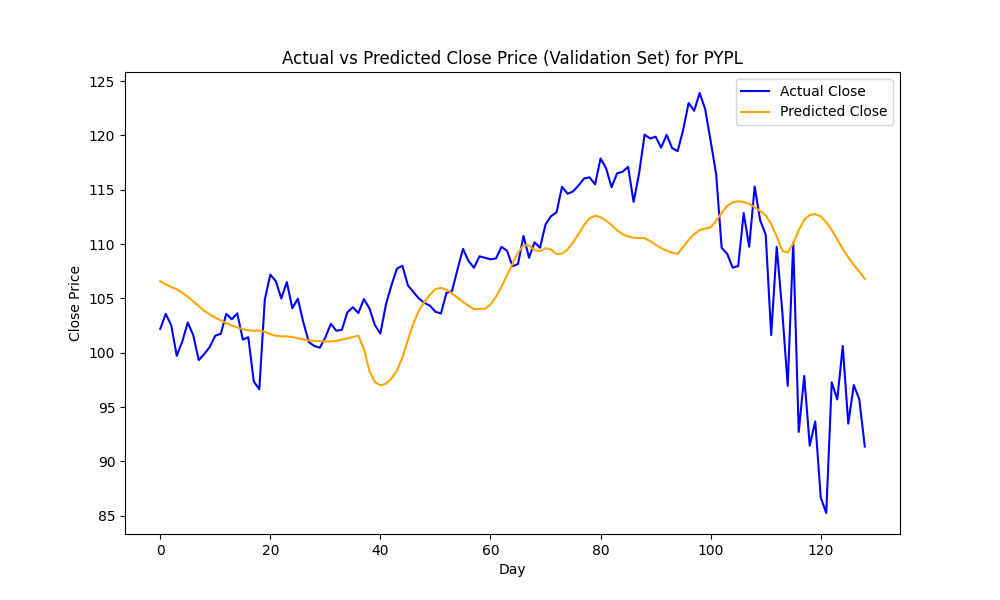 Actual vs Predicted Close Price (Validation Set) for PYPL
Actual Close
Predicted Close
Close Price
125
120
115
110
105
100
95
90
85
0 20 40 60 80 100 120
Day